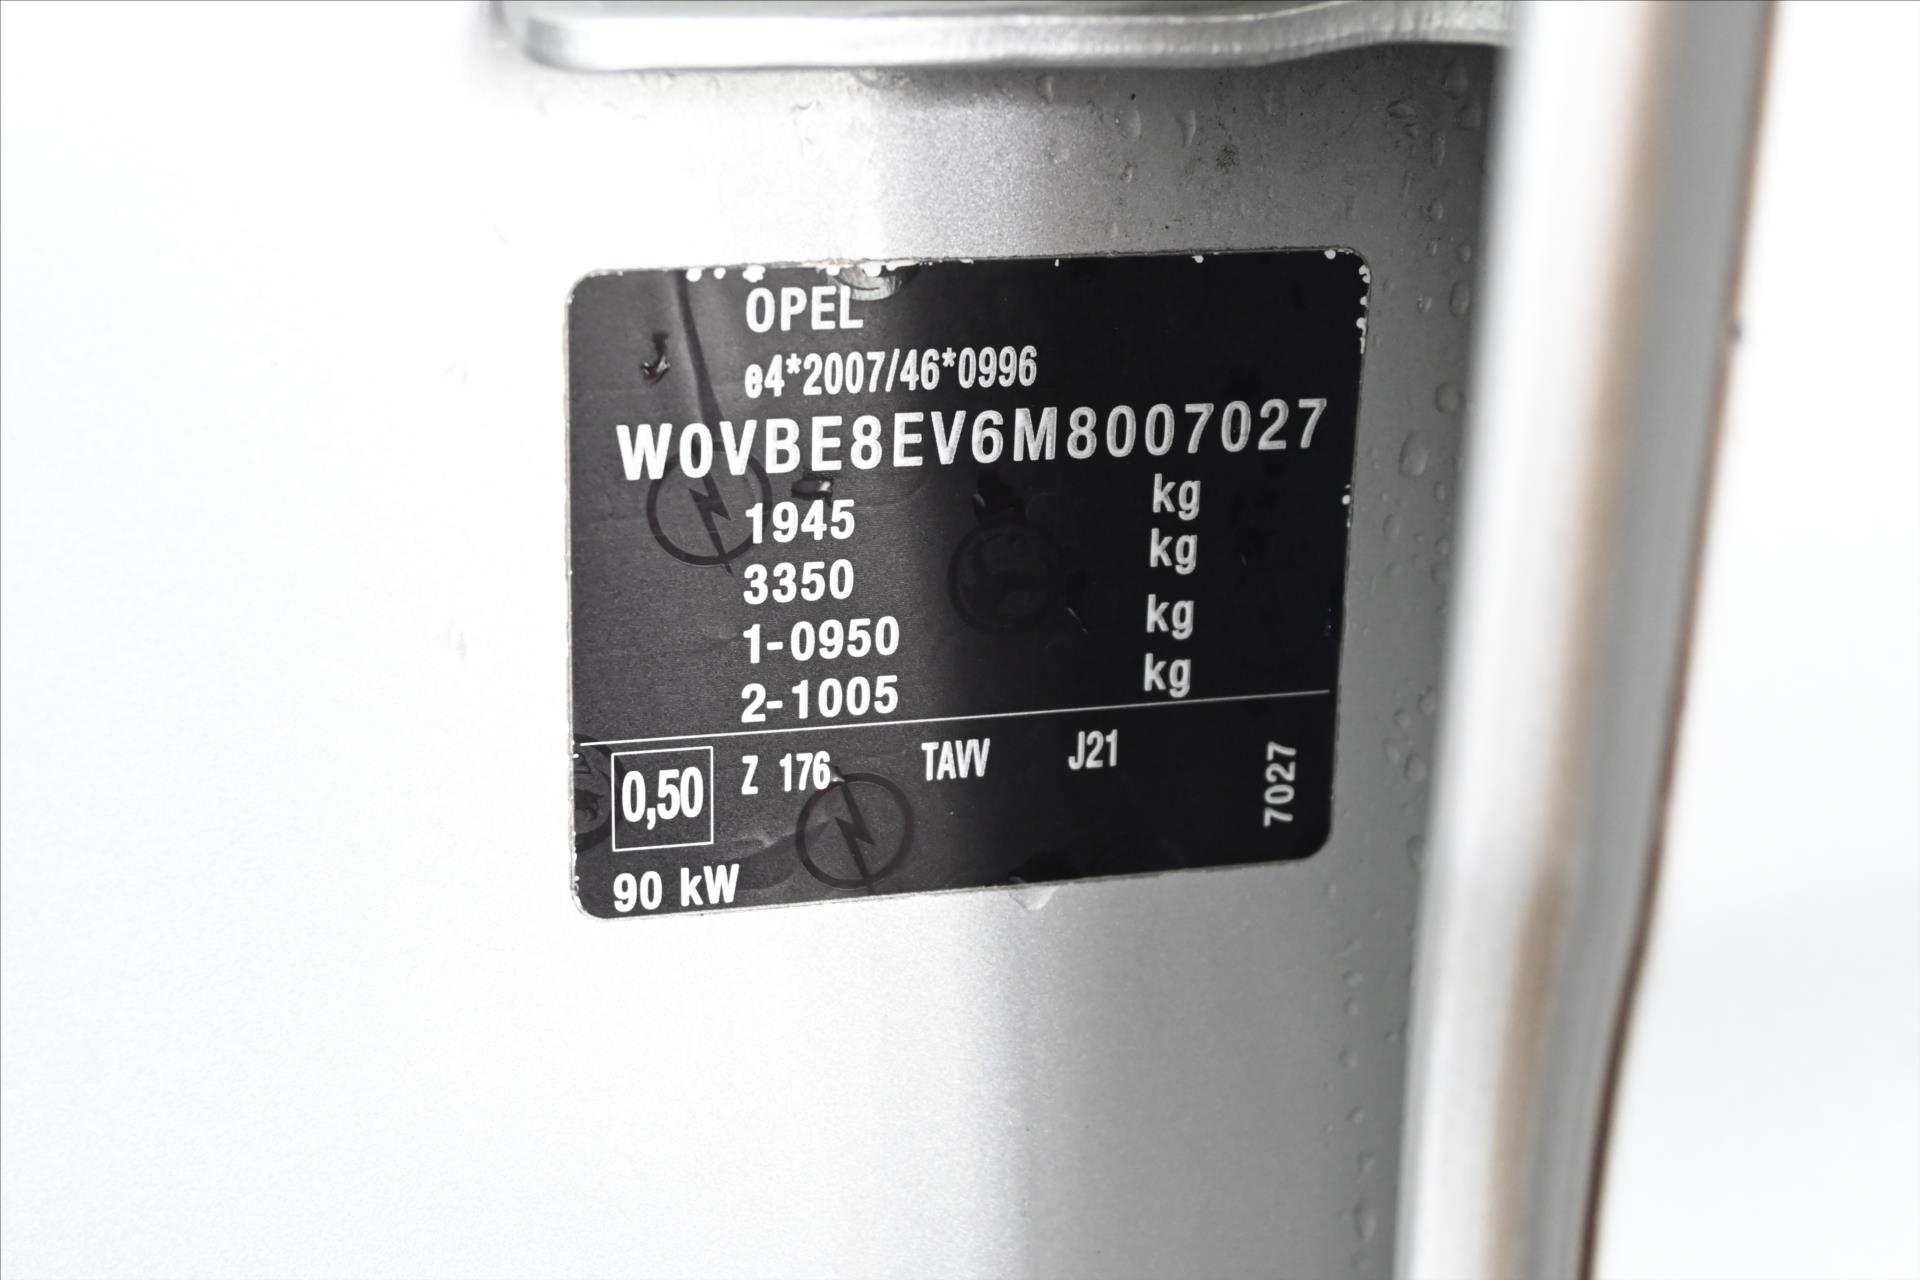 OPEL
e4*2007/46*0996
W0VBE8EV6M8007027
1945 kg
3350 kg
1-0950 kg
2-1005 kg
0,50 Z 176 TAVV J21
7027
90 kW